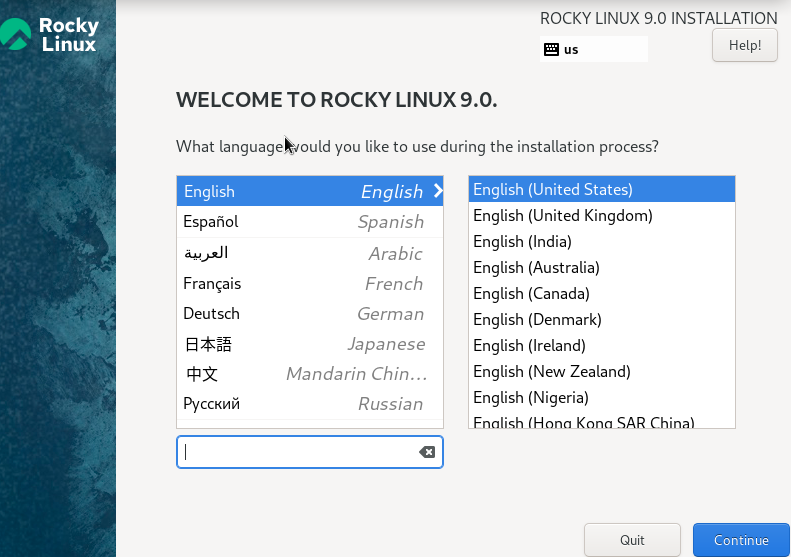 Rocky
Linux
ROCKY LINUX 9.0 INSTALLATION
us
Help!
WELCOME TO ROCKY LINUX 9.0.
What language would you like to use during the installation process?
English English
Español Spanish
العربية Arabic
Français French
Deutsch German
日本語 Japanese
中文 Mandarin Chin...
Русский Russian
English (United States)
English (United Kingdom)
English (India)
English (Australia)
English (Canada)
English (Denmark)
English (Ireland)
English (New Zealand)
English (Nigeria)
English (Hong Kong SAR China)
Quit
Continue